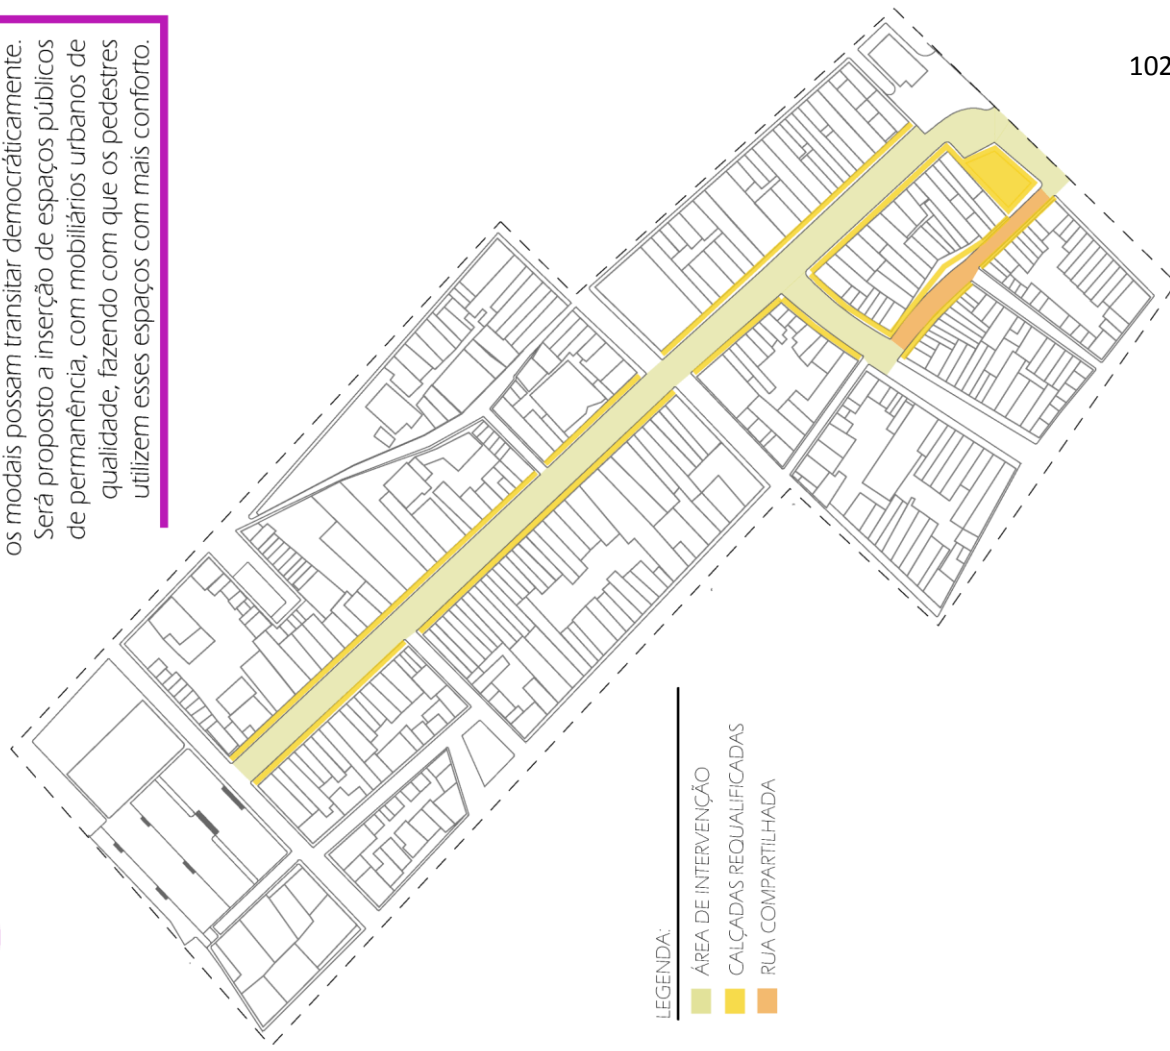 102
os modais possam transitar democráticamente.
Será proposto a inserção de espaços públicos
de permanência, com mobiliários urbanos de
qualidade, fazendo com que os pedestres
utilizem esses espaços com mais conforto.
LEGENDA:
ÁREA DE INTERVENÇÃO
CALÇADAS REQUALIFICADAS
RUA COMPARTILHADA